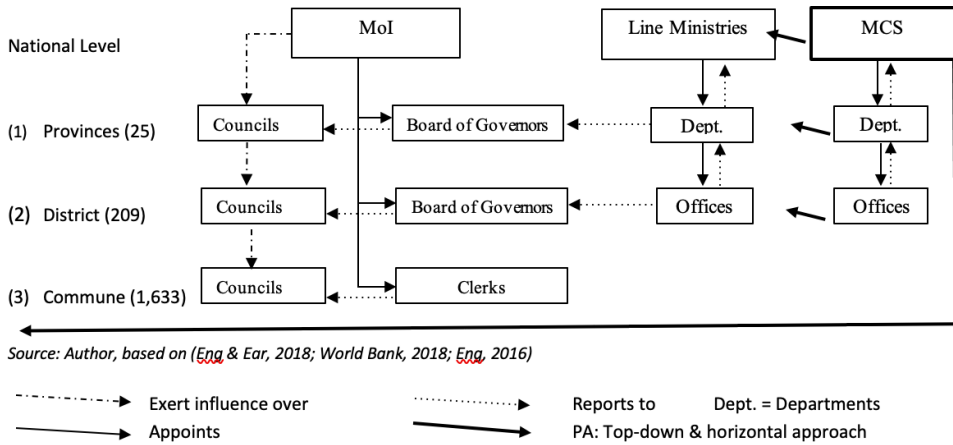 MoI
Line Ministries
MCS
National Level
(1) Provinces (25)
Councils
Board of Governors
Dept.
Dept.
(2) District (209)
Councils
Board of Governors
Offices
Offices
(3) Commune (1,633)
Councils
Clerks
Source: Author, based on (Eng & Ear, 2018; World Bank, 2018; Eng, 2016)
Exert influence over
Reports to
Dept. = Departments
Appoints
PA: Top-down & horizontal approach